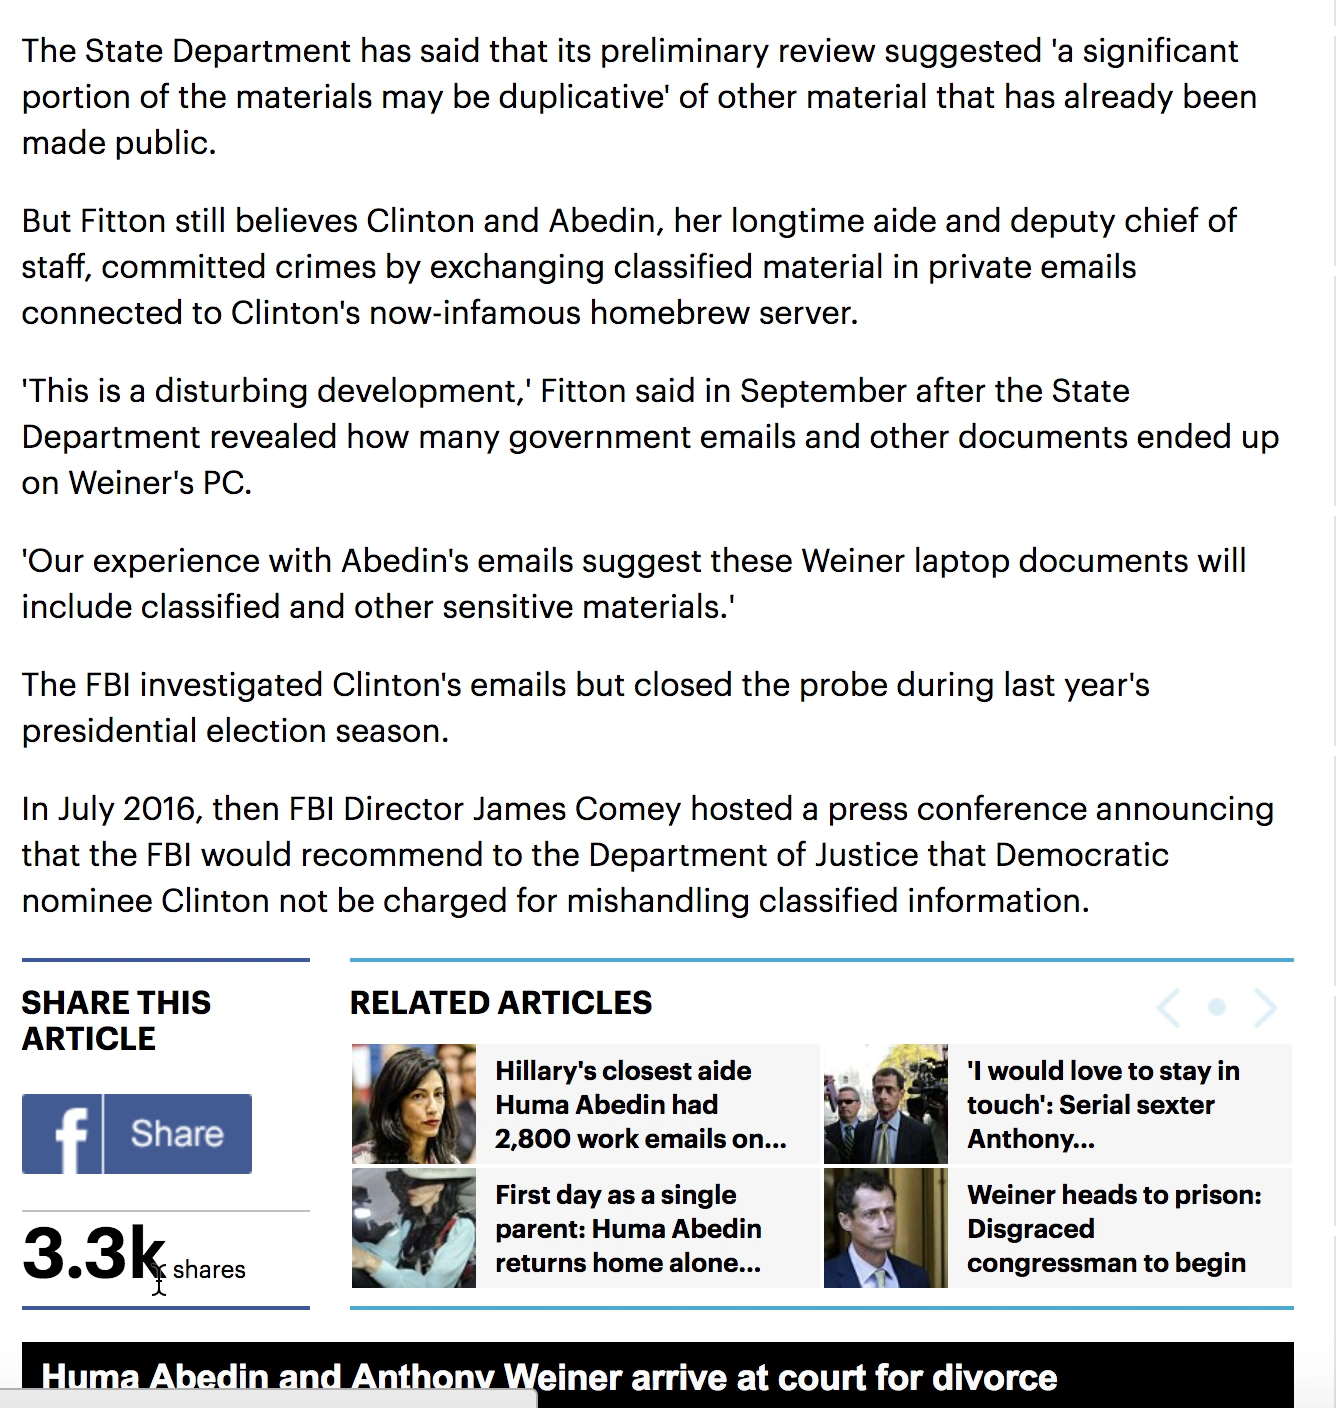 The State Department has said that its preliminary review suggested 'a significant
portion of the materials may be duplicative' of other material that has already been
made public.
But Fitton still believes Clinton and Abedin, her longtime aide and deputy chief of
staff, committed crimes by exchanging classified material in private emails
connected to Clinton's now-infamous homebrew server.
'This is a disturbing development,' Fitton said in September after the State
Department revealed how many government emails and other documents ended up
on Weiner's PC.
'Our experience with Abedin's emails suggest these Weiner laptop documents will
include classified and other sensitive materials.'
The FBI investigated Clinton's emails but closed the probe during last year's
presidential election season.
In July 2016, then FBI Director James Comey hosted a press conference announcing
that the FBI would recommend to the Department of Justice that Democratic
nominee Clinton not be charged for mishandling classified information.
SHARE THIS
ARTICLE
f Share
3.3k shares
RELATED ARTICLES
Hillary's closest aide
Huma Abedin had
2,800 work emails on...
'I would love to stay in
touch': Serial sexter
Anthony...
First day as a single
parent: Huma Abedin
returns home alone...
Weiner heads to prison:
Disgraced
congressman to begin
Huma Abedin and Anthony Weiner arrive at court for divorce